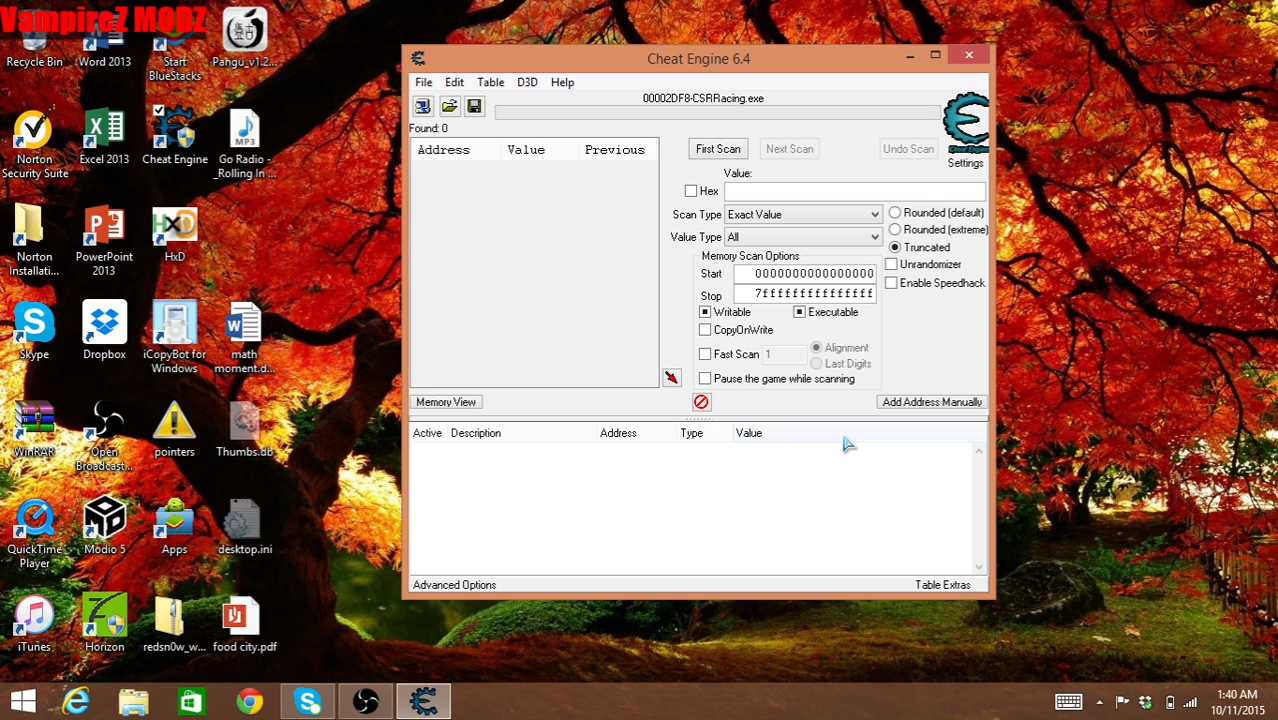 VampireZ MODZ
Recycle Bin
Word 2013
Start
BlueStacks
Pahgu_v1.2...
Norton
Security Suite
Excel 2013
Cheat Engine
MP3
Go Radio -
_Rolling In ...
Norton
Installati...
PowerPoint
2013
HxD
HxD
Skype
Dropbox
iCopyBot for
Windows
math
moment.d...
WinRAR
Open
Broadcast...
pointers
Thumbs.db
QuickTime
Player
Modio 5
Apps
desktop.ini
iTunes
Horizon
redsn0w_w...
food city.pdf
Cheat Engine 6.4
File Edit Table D3D Help
00002DF8-CSRRacing.exe
Found: 0
Address Value Previous
First Scan Next Scan Undo Scan
Cheat Engine
Settings
Value:
Hex
Scan Type Exact Value
Value Type All
Rounded (default)
Rounded (extreme)
Truncated
Unrandomizer
Enable Speedhack
Memory Scan Options
Start 0000000000000000
Stop 7fffffffffffffff
Writable Executable
CopyOnWrite
Fast Scan 1 Alignment
Last Digits
Pause the game while scanning
Memory View Add Address Manually
Active Description Address Type Value
Advanced Options Table Extras
1:40 AM
10/11/2015